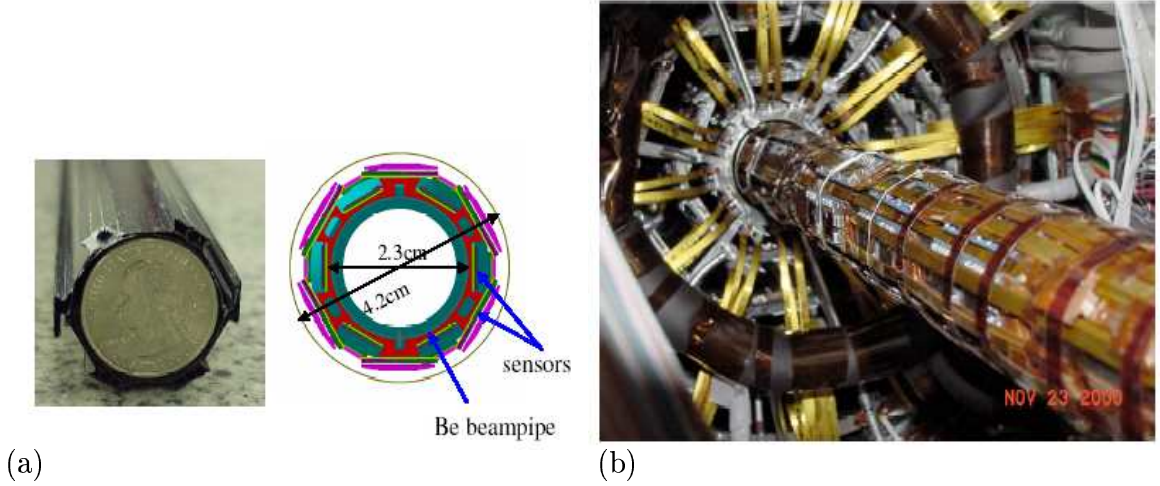 2.3cm
4.2cm
sensors
Be beampipe
NOV 23 2000
(a)
(b)